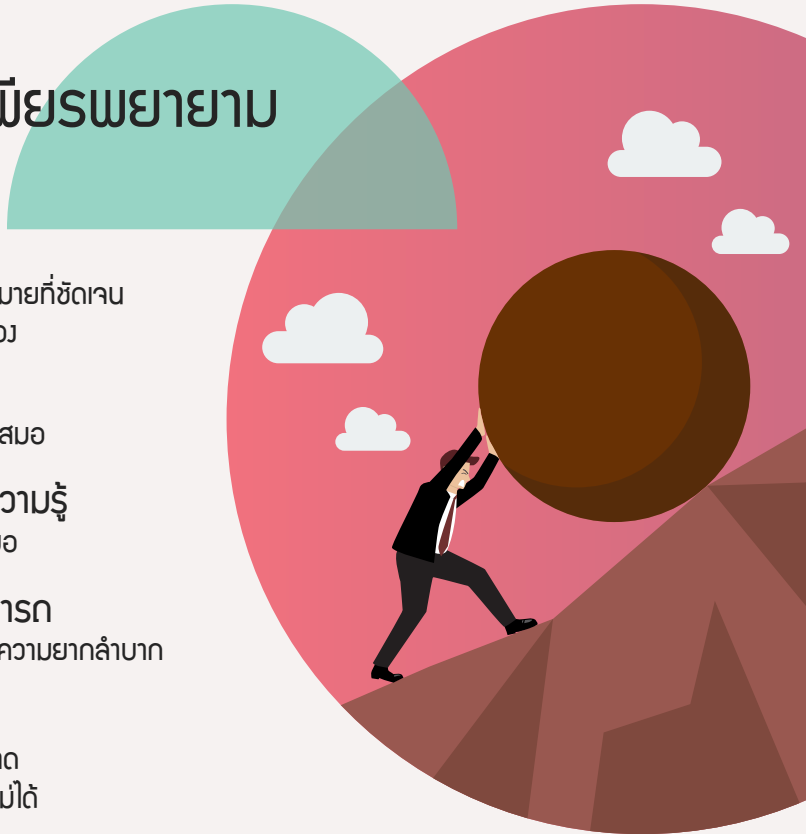 พียรพยายาม
มายที่ชัดเจน
อง
สมอ
วามรู้
อ
ารถ
ความยากลำบาก
าด
ม่ได้